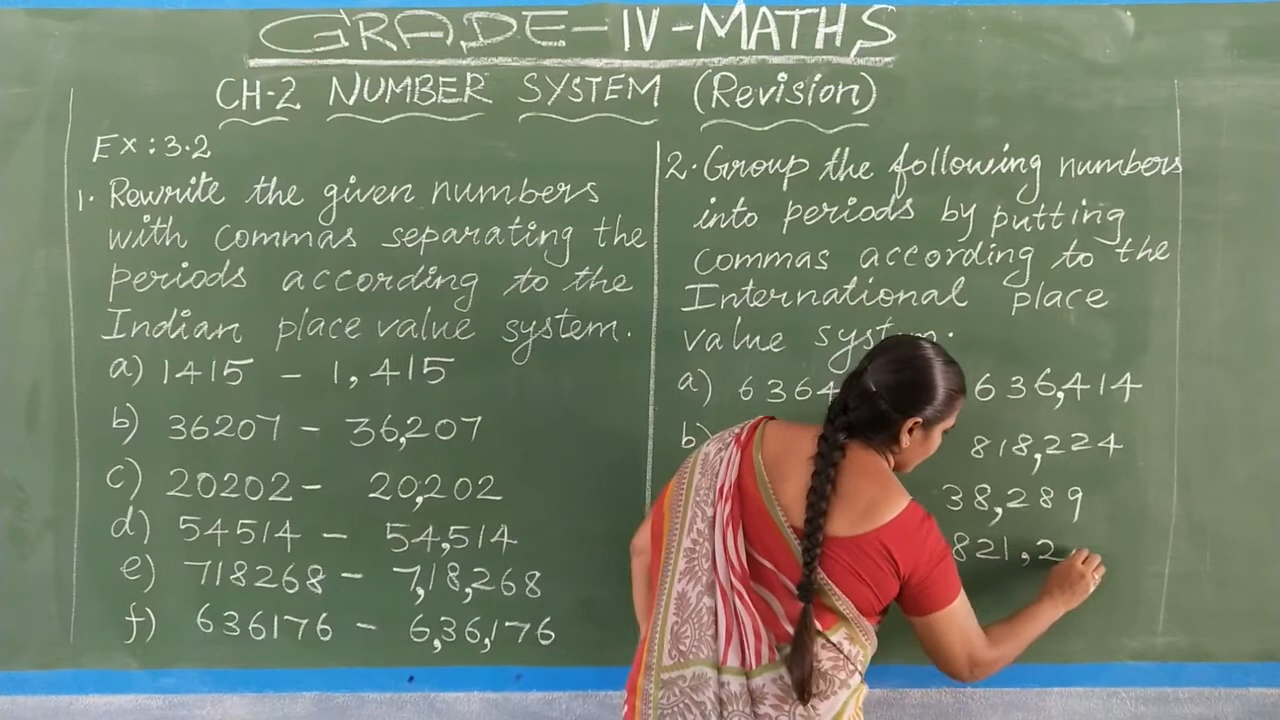 GRADE-IV-MATHS
CH-2 NUMBER SYSTEM (Revision)
Ex: 3.2
1. Rewrite the given numbers
with commas separating the
periods according to the
Indian place value system.
a) 1415 - 1,415
b) 36207 - 36,207
c) 20202 - 20,202
d) 54514 - 54,514
e) 718268 - 7,18,268
f) 636176 - 6,36,176
2. Group the following numbers
into periods by putting
commas according to the
International place
value system.
a) 6364 636,414
b) 818,224
38,289
821,2